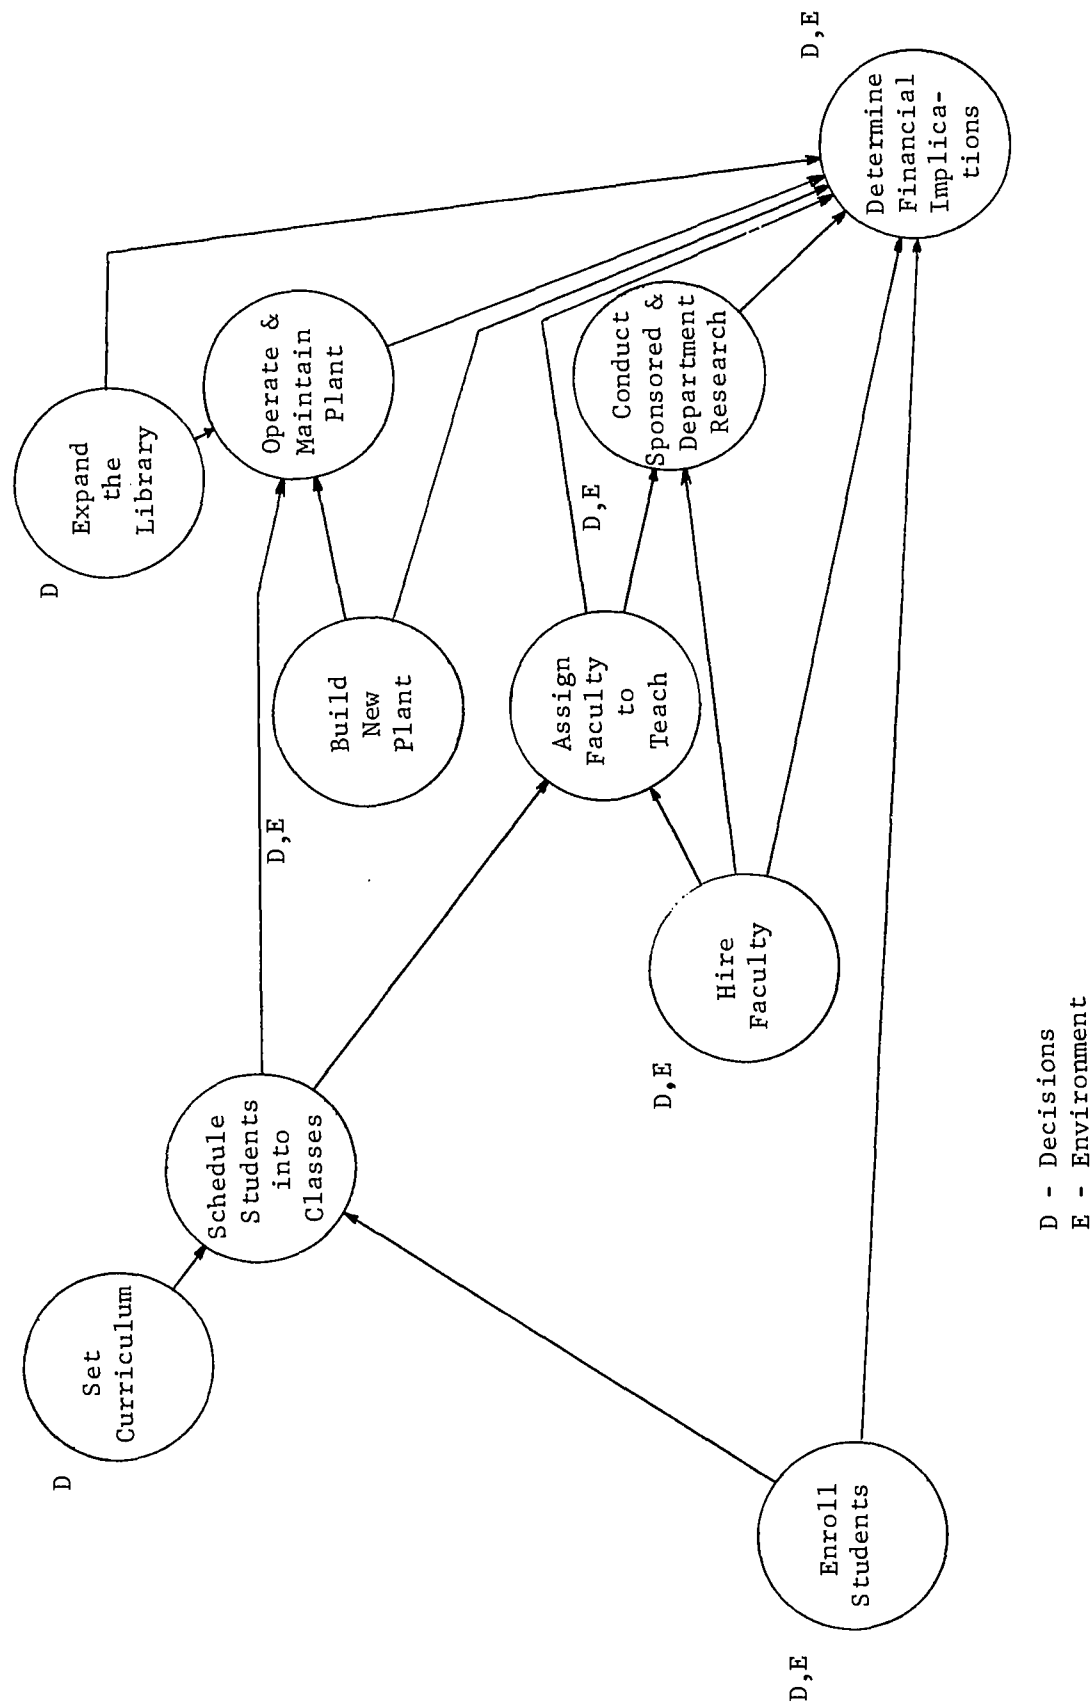 D
Set
Curriculum
Schedule
Students
into
Classes
D,E
D
Expand
the
Library
Operate &
Maintain
Plant
Build
New
Plant
D,E
Enroll
Students
D,E
Hire
Faculty
Assign
Faculty
to
Teach
D,E
Conduct
Sponsored &
Department
Research
D,E
Determine
Financial
Implica-
tions
D - Decisions
E - Environment